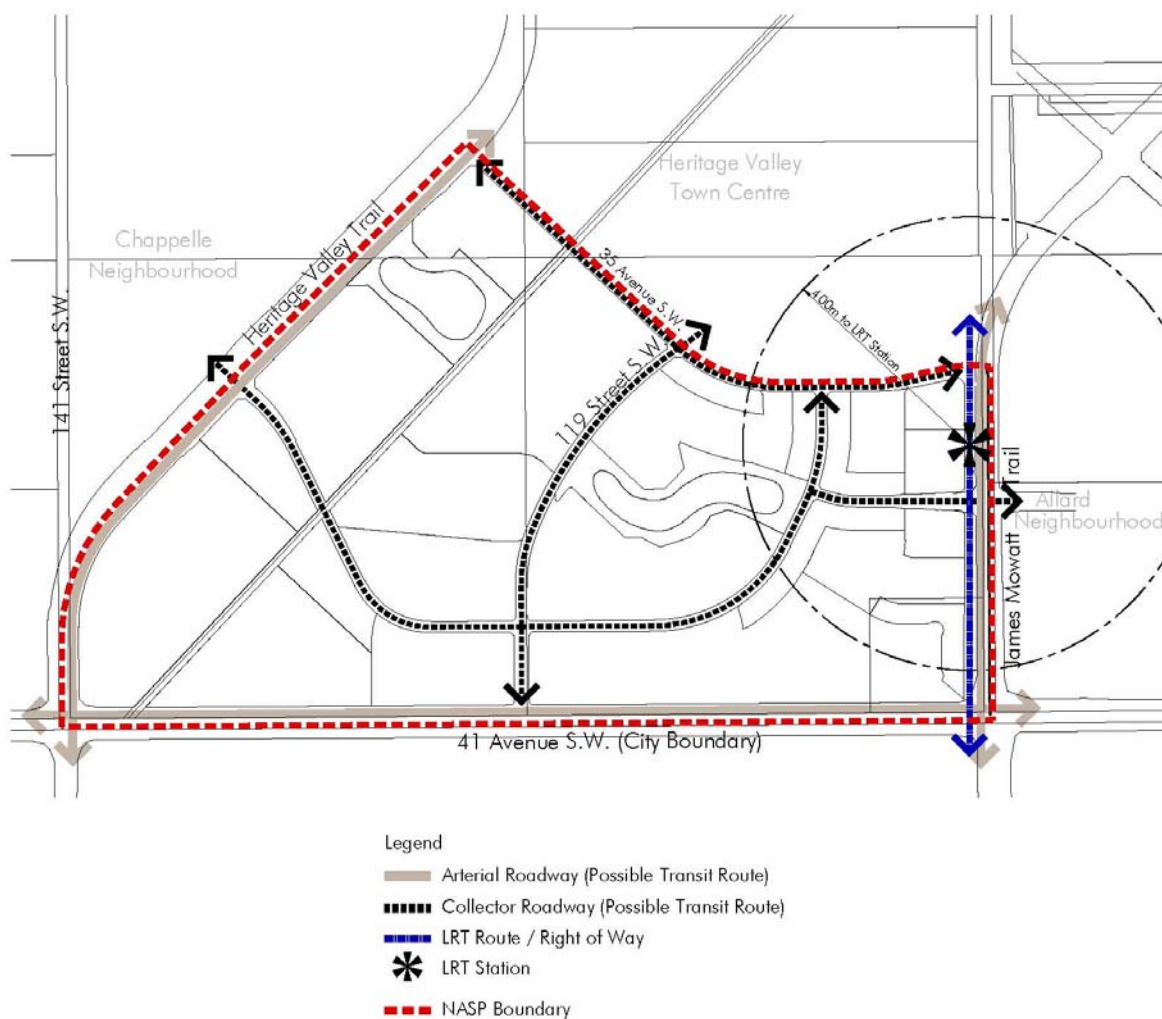 Heritage Valley
Town Centre
Chappelle
Neighbourhood
Heritage Valley Trail
141 Street S.W.
35 Avenue S.W.
119 Street S.W.
400m to LRT Station
James Mowatt Trail
Allard
Neighbourhood
41 Avenue S.W. (City Boundary)
Legend
Arterial Roadway (Possible Transit Route)
Collector Roadway (Possible Transit Route)
LRT Route / Right of Way
LRT Station
NASP Boundary